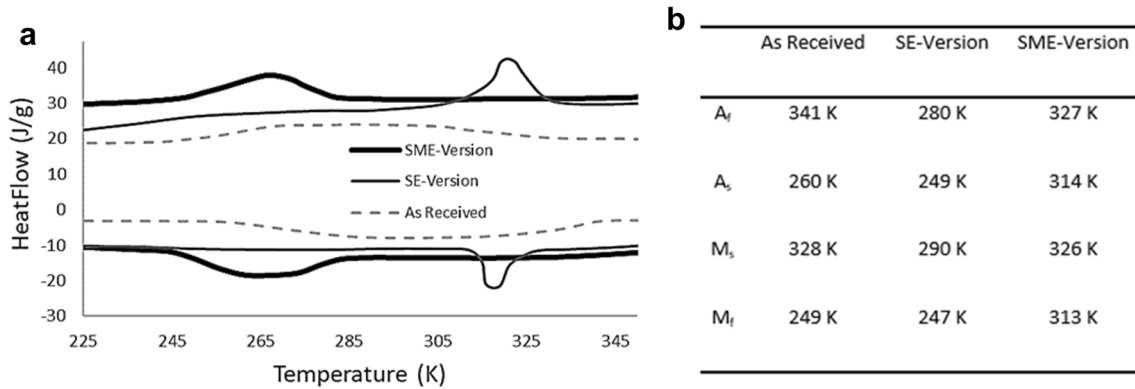 a
HeatFlow (J/g)
40
30
20
10
0
-10
-20
-30
225 245 265 285 305 325 345
Temperature (K)
SME-Version
SE-Version
As Received
b
As Received SE-Version SME-Version
Af 341 K 280 K 327 K
As 260 K 249 K 314 K
Ms 328 K 290 K 326 K
Mf 249 K 247 K 313 K